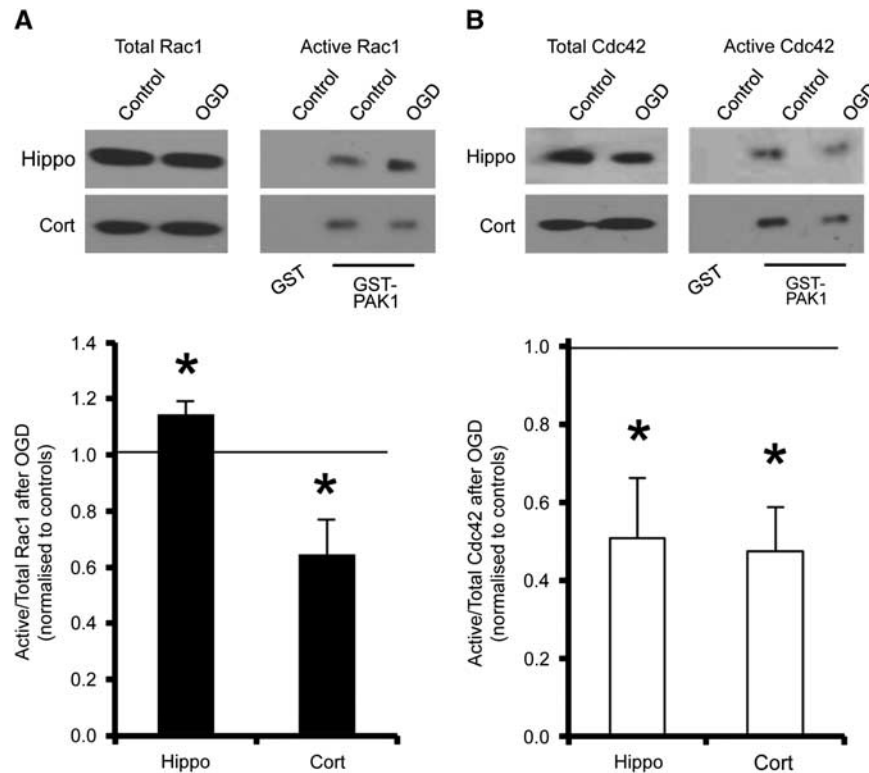 A
Total Rac1
Active Rac1
Control
OGD
Control
Control
OGD
Hippo
Cort
GST
GST-
PAK1
Active/Total Rac1 after OGD
(normalised to controls)
1.4
1.2
1.0
0.8
0.6
0.4
0.2
0.0
*
*
Hippo
Cort
B
Total Cdc42
Active Cdc42
Control
OGD
Control
Control
OGD
Hippo
Cort
GST
GST-
PAK1
Active/Total Cdc42 after OGD
(normalised to controls)
1.0
0.8
0.6
0.4
0.2
0.0
*
*
Hippo
Cort